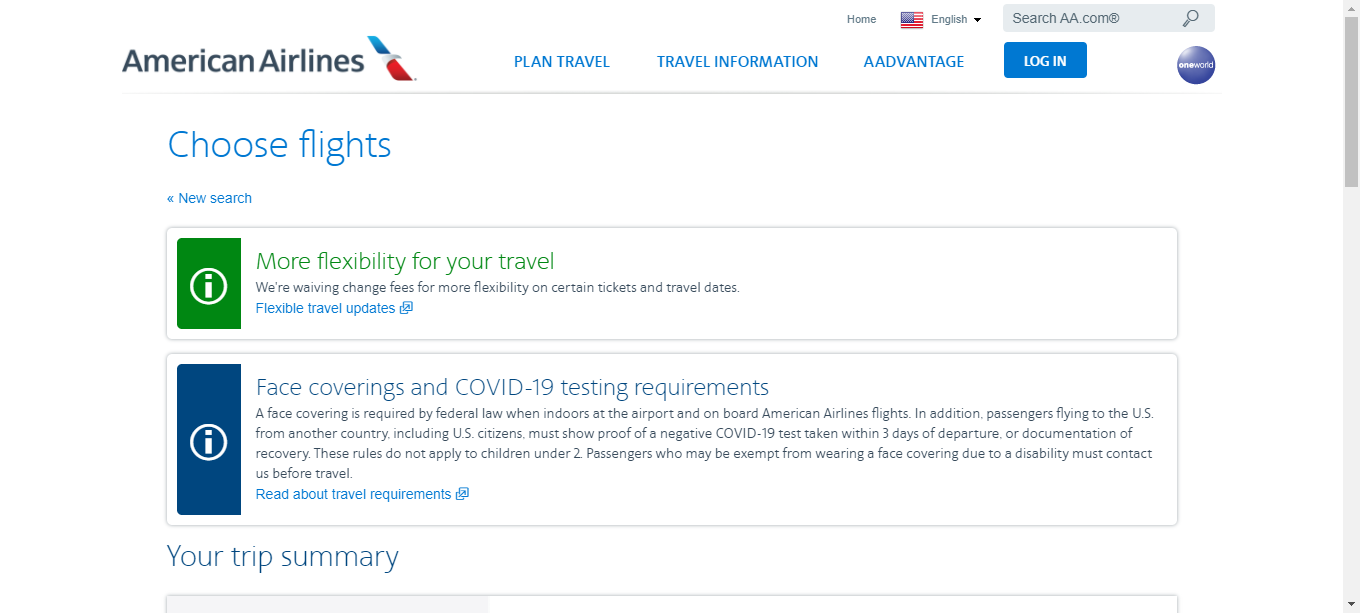 Home
English
Search AA.com®
American Airlines
PLAN TRAVEL
TRAVEL INFORMATION
AADVANTAGE
LOG IN
oneworld
Choose flights
« New search
More flexibility for your travel
We're waiving change fees for more flexibility on certain tickets and travel dates.
Flexible travel updates
Face coverings and COVID-19 testing requirements
A face covering is required by federal law when indoors at the airport and on board American Airlines flights. In addition, passengers flying to the U.S.
from another country, including U.S. citizens, must show proof of a negative COVID-19 test taken within 3 days of departure, or documentation of
recovery. These rules do not apply to children under 2. Passengers who may be exempt from wearing a face covering due to a disability must contact
us before travel.
Read about travel requirements
Your trip summary